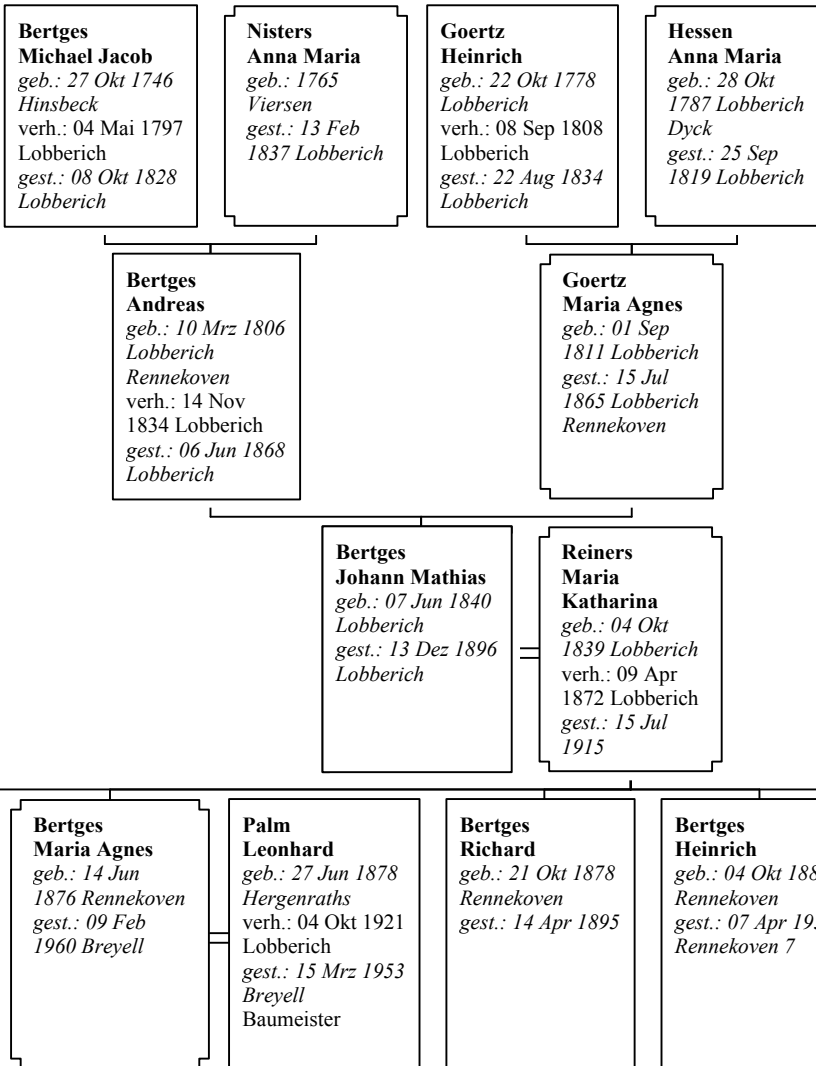 Bertges
Michael Jacob
geb.: 27 Okt 1746
Hinsbeck
verh.: 04 Mai 1797
Lobberich
gest.: 08 Okt 1828
Lobberich
Nisters
Anna Maria
geb.: 1765
Viersen
gest.: 13 Feb
1837 Lobberich
Goertz
Heinrich
geb.: 22 Okt 1778
Lobberich
verh.: 08 Sep 1808
Lobberich
gest.: 22 Aug 1834
Lobberich
Hessen
Anna Maria
geb.: 28 Okt
1787 Lobberich
Dyck
gest.: 25 Sep
1819 Lobberich
Bertges
Andreas
geb.: 10 Mrz 1806
Lobberich
Rennekoven
verh.: 14 Nov
1834 Lobberich
gest.: 06 Jun 1868
Lobberich
Goertz
Maria Agnes
geb.: 01 Sep
1811 Lobberich
gest.: 15 Jul
1865 Lobberich
Rennekoven
Bertges
Johann Mathias
geb.: 07 Jun 1840
Lobberich
gest.: 13 Dez 1896
Lobberich
Reiners
Maria
Katharina
geb.: 04 Okt
1839 Lobberich
verh.: 09 Apr
1872 Lobberich
gest.: 15 Jul
1915
Bertges
Maria Agnes
geb.: 14 Jun
1876 Rennekoven
gest.: 09 Feb
1960 Breyell
Palm
Leonhard
geb.: 27 Jun 1878
Hergenraths
verh.: 04 Okt 1921
Lobberich
gest.: 15 Mrz 1953
Breyell
Baumeister
Bertges
Richard
geb.: 21 Okt 1878
Rennekoven
gest.: 14 Apr 1895
Bertges
Heinrich
geb.: 04 Okt
Rennekoven
gest.: 07 Apr
Rennekoven 7